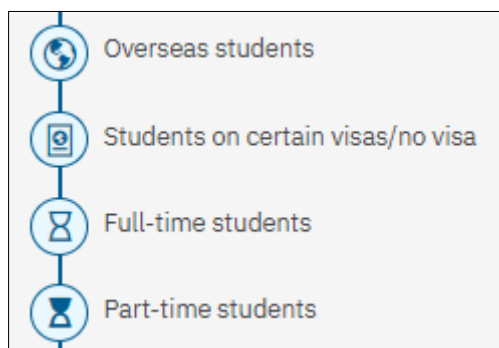 Overseas students
Students on certain visas/no visa
Full-time students
Part-time students